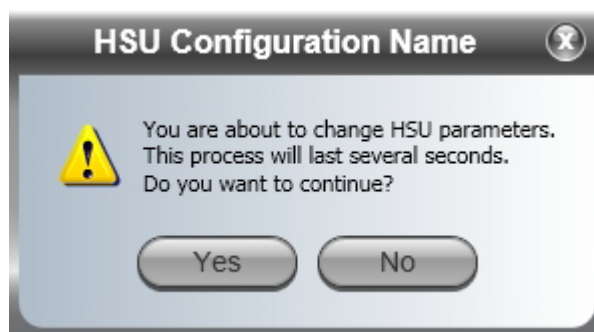 HSU Configuration Name
You are about to change HSU parameters.
This process will last several seconds.
Do you want to continue?
Yes
No